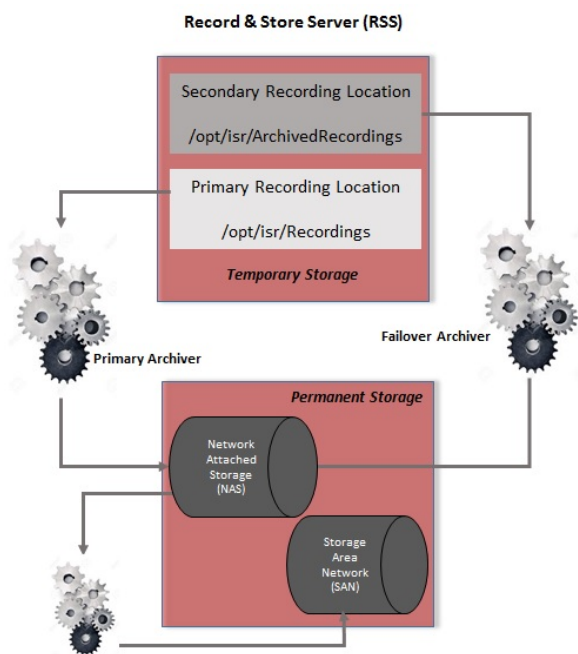 Record & Store Server (RSS)
Secondary Recording Location
/opt/isr/ArchivedRecordings
Primary Recording Location
/opt/isr/Recordings
Temporary Storage
Failover Archiver
Primary Archiver
Permanent Storage
Network
Attached
Storage
(NAS)
Storage
Area
Network
(SAN)